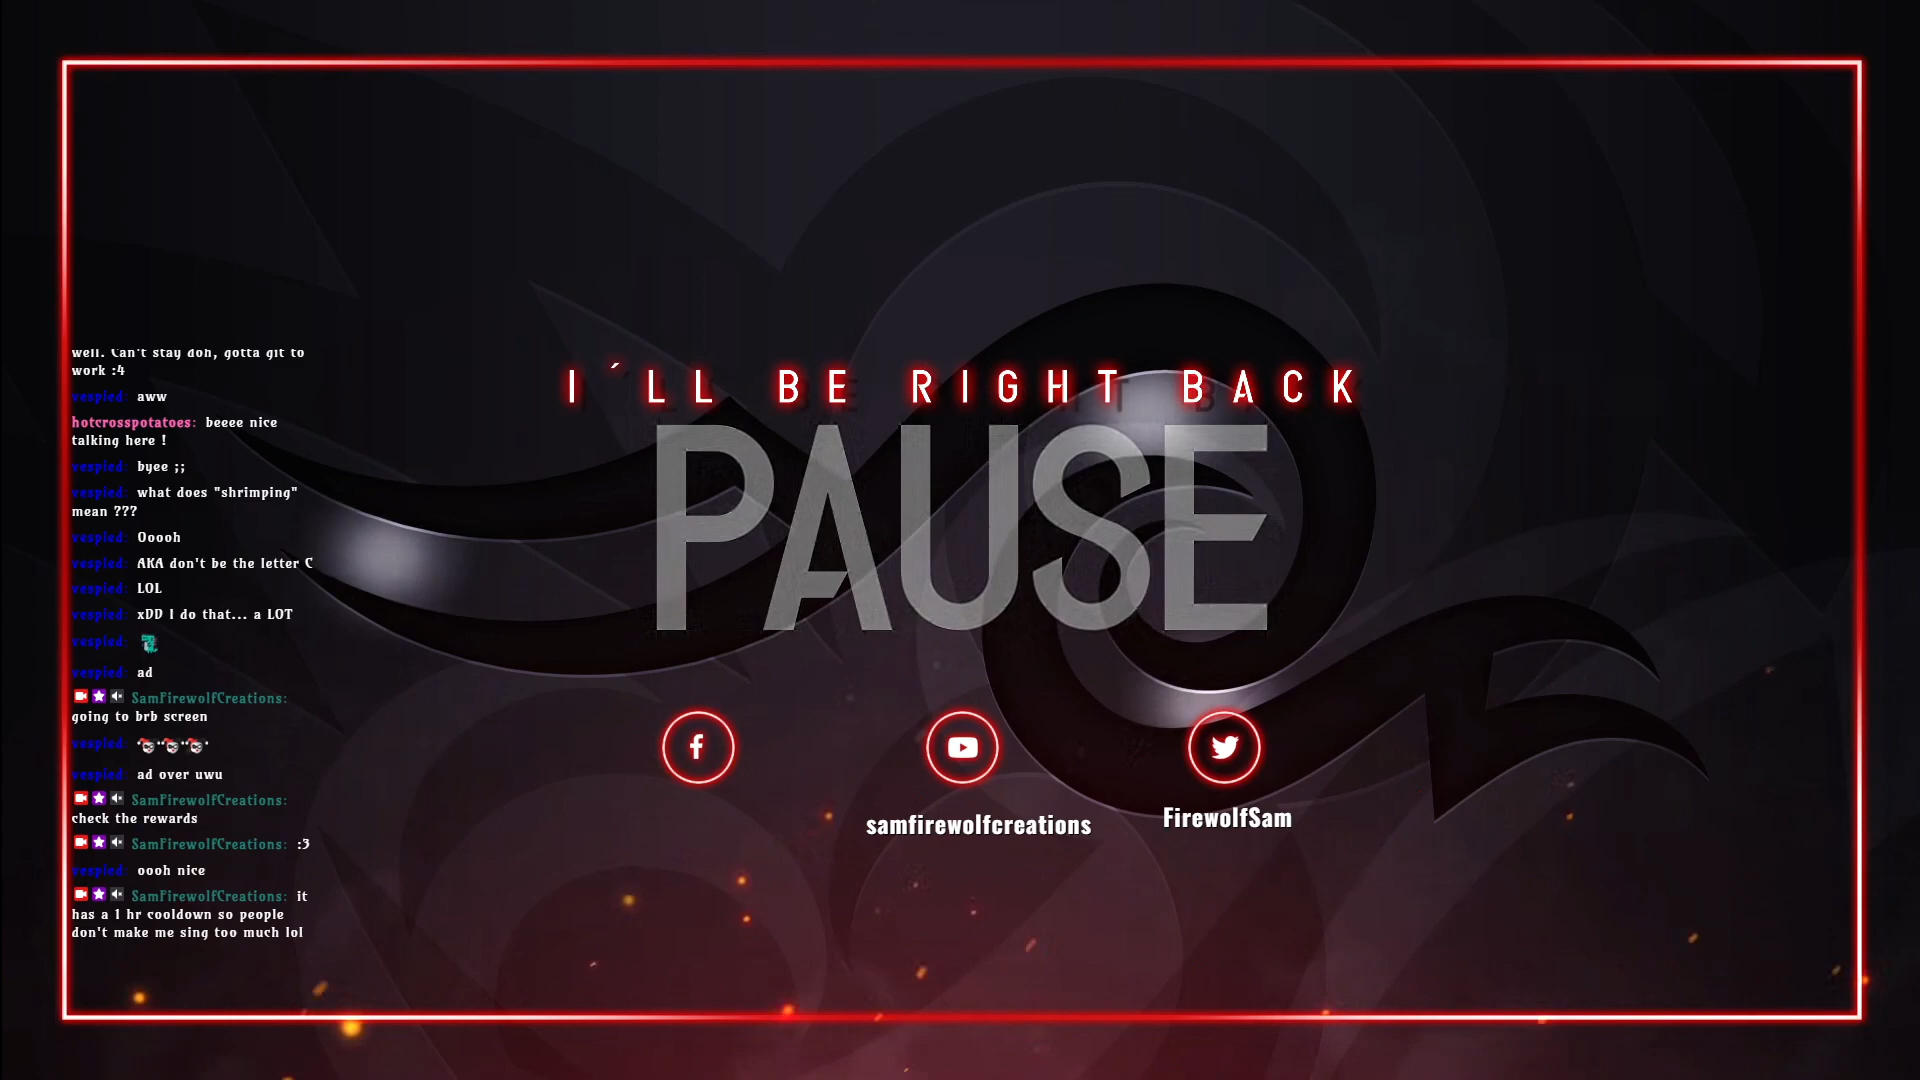 well. Can't stay doh, gotta git to
work :4
vespied: aww
hotcrosspotatoes: beeee nice
talking here !
vespied: byee ;;
vespied: what does "shrimping"
mean ???
vespied: Ooooh
vespied: AKA don't be the letter C
vespied: LOL
vespied: xDD I do that... a LOT
vespied:
vespied: ad
SamFirewolfCreations:
going to brb screen
vespied:
vespied: ad over uwu
SamFirewolfCreations:
check the rewards
SamFirewolfCreations: :3
vespied: oooh nice
SamFirewolfCreations: it
has a 1 hr cooldown so people
don't make me sing too much lol
I´LL BE RIGHT BACK
PAUSE
samfirewolfcreations
FirewolfSam